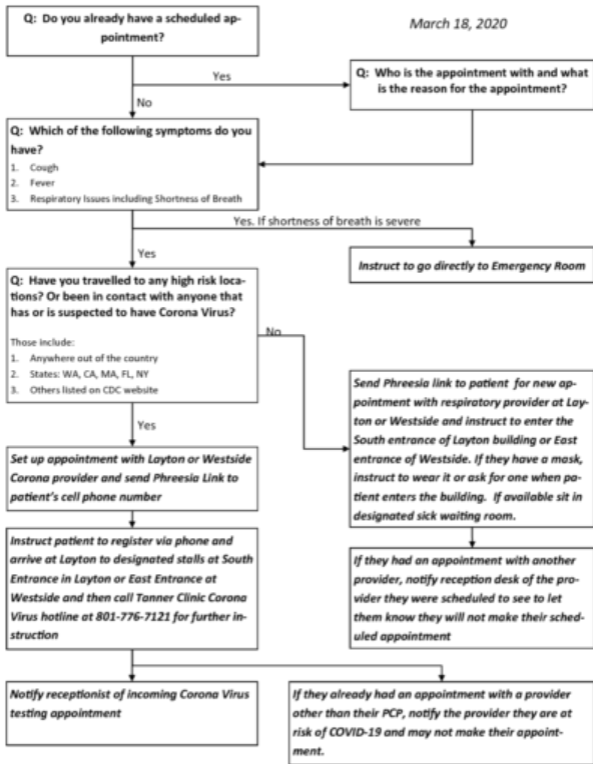 Q: Do you already have a scheduled ap-
pointment?
March 18, 2020
Yes
Q: Who is the appointment with and what
is the reason for the appointment?
No
Q: Which of the following symptoms do you
have?
1. Cough
2. Fever
3. Respiratory Issues including Shortness of Breath
Yes. If shortness of breath is severe
Instruct to go directly to Emergency Room
Yes
Q: Have you travelled to any high risk loca-
tions? Or been in contact with anyone that
has or is suspected to have Corona Virus?
Those include:
1. Anywhere out of the country
2. States: WA, CA, MA, FL, NY
3. Others listed on CDC website
No
Send Phreesia link to patient for new ap-
pointment with respiratory provider at Lay-
ton or Westside and instruct to enter the
South entrance of Layton building or East
entrance of Westside. If they have a mask,
instruct to wear it or ask for one when pa-
tient enters the building. If available sit in
designated sick waiting room.
Yes
Set up appointment with Layton or Westside
Corona provider and send Phreesia Link to
patient's cell phone number
Instruct patient to register via phone and
arrive at Layton to designated stalls at South
Entrance in Layton or East Entrance at
Westside and then call Tanner Clinic Corona
Virus hotline at 801-776-7121 for further in-
struction
If they had an appointment with another
provider, notify reception desk of the pro-
vider they were scheduled to see to let
them know they will not make their sched-
uled appointment
Notify receptionist of incoming Corona Virus
testing appointment
If they already had an appointment with a provider
other than their PCP, notify the provider they are at
risk of COVID-19 and may not make their appoint-
ment.